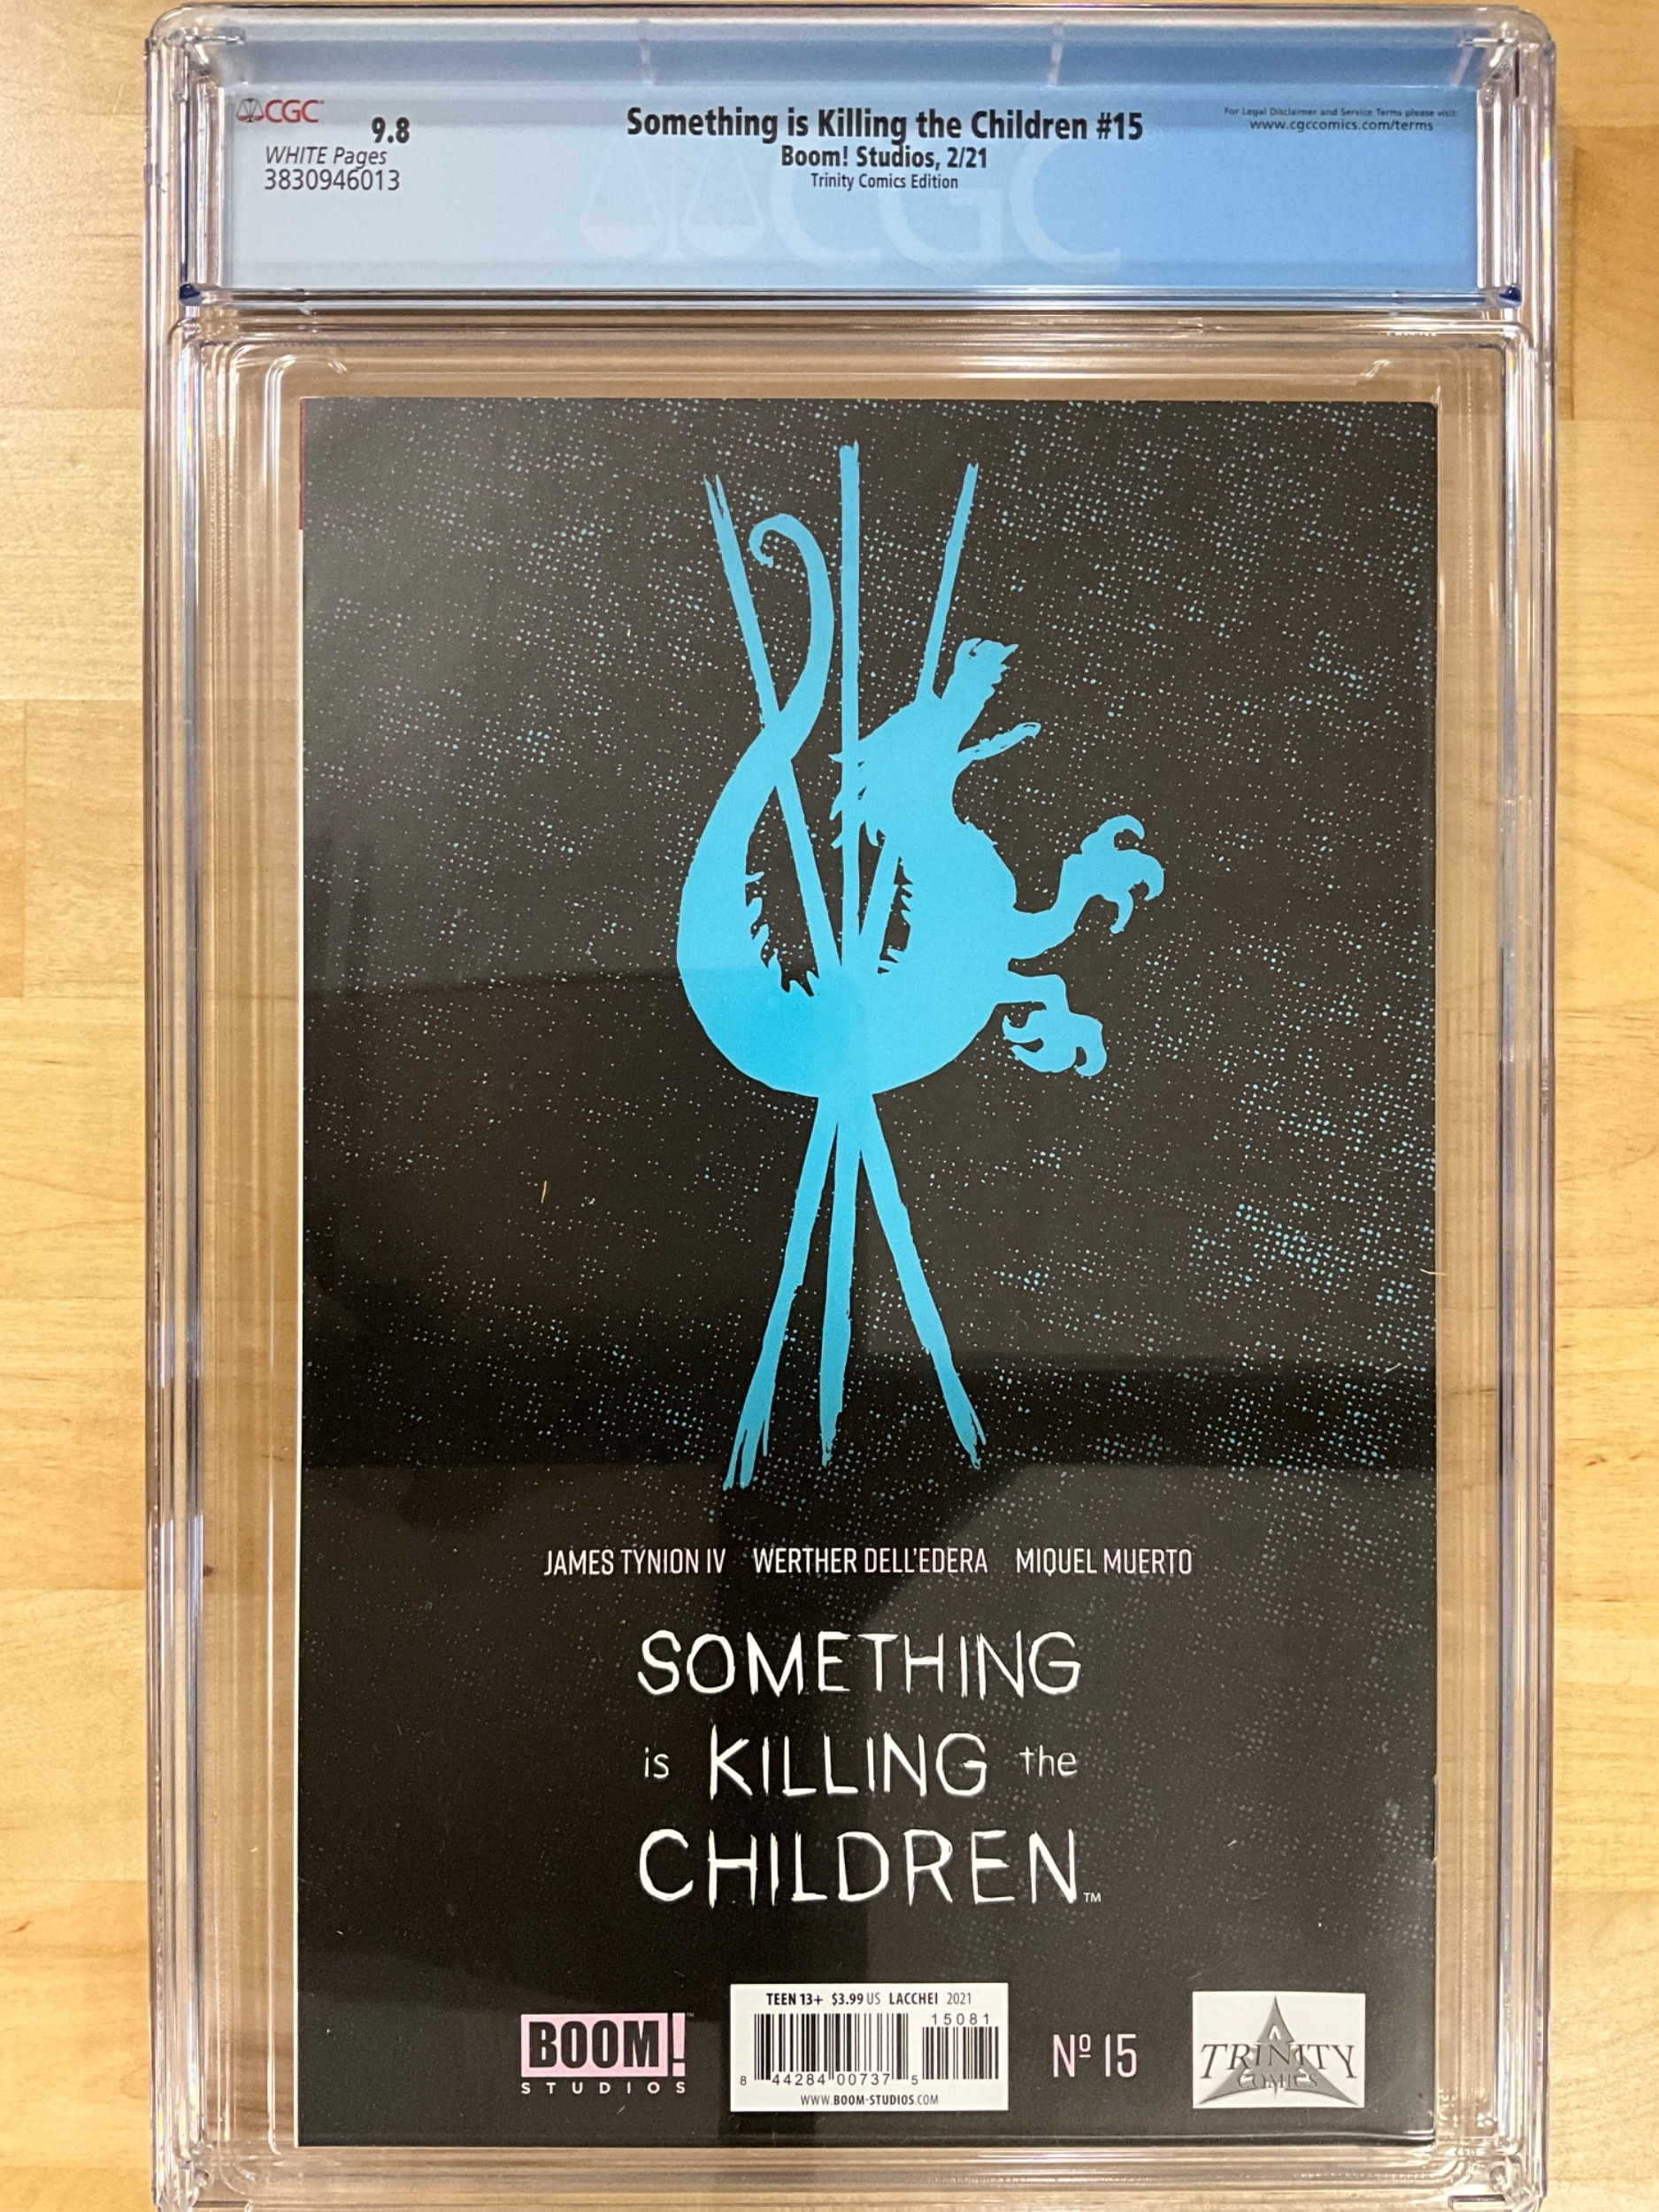 CGC
9.8
WHITE Pages
3830946013
Something is Killing the Children #15
Boom! Studios, 2/21
Trinity Comics Edition
For Legal Disclaimer and Service Terms please visit:
www.cgccomics.com/terms
CGC
JAMES TYNION IV WERTHER DELL'EDERA MIQUEL MUERTO
SOMETHING
is KILLING the
CHILDREN™
BOOM!™
STUDIOS
TEEN 13+ $3.99 US LACCHEI 2021
15081
8 44284 00737 5
WWW.BOOM-STUDIOS.COM
Nº 15
TRINITY
COMICS